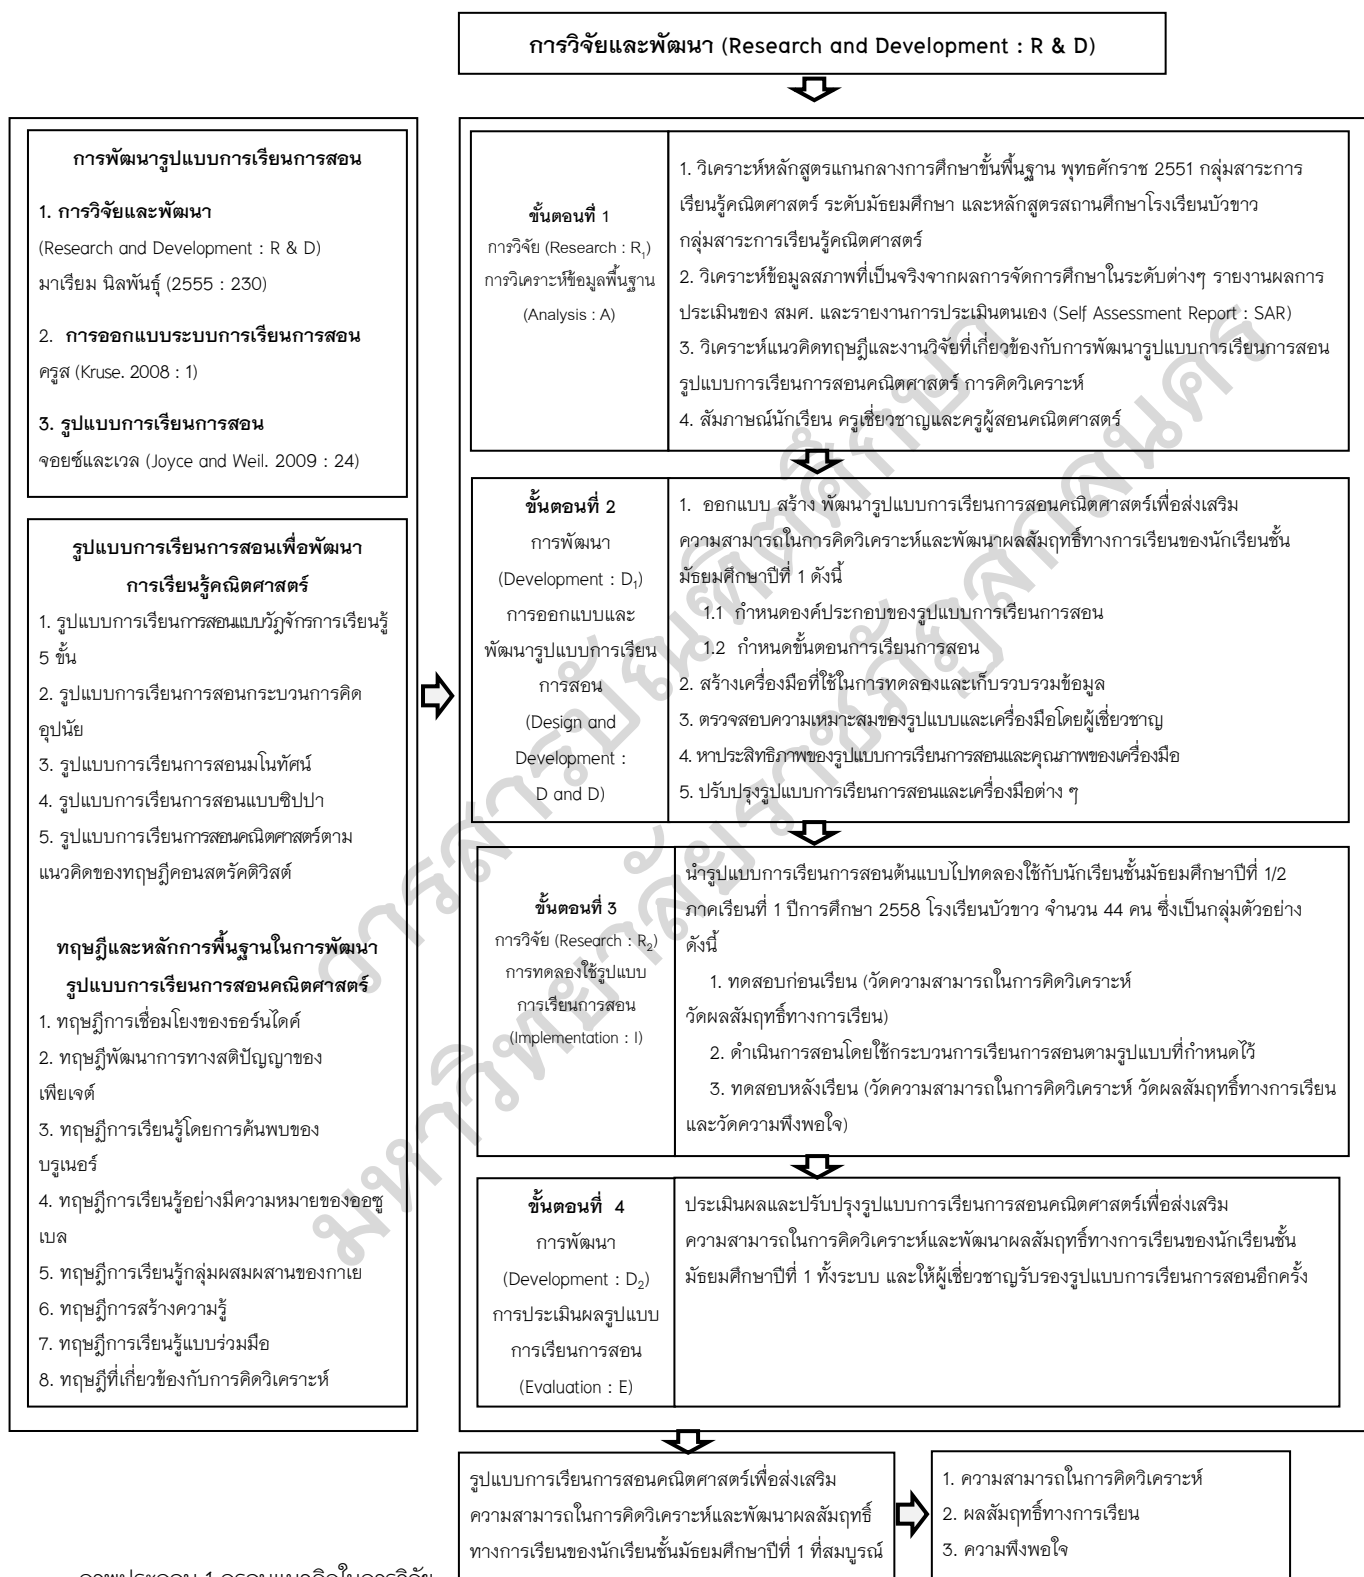 การวิจัยและพัฒนา (Research and Development : R & D)
การพัฒนารูปแบบการเรียนการสอน
1. การวิจัยและพัฒนา
(Research and Development : R & D)
มาเรียม นิลพันธุ์ (2555 : 230)
2. การออกแบบระบบการเรียนการสอน
ครูส (Kruse. 2008 : 1)
3. รูปแบบการเรียนการสอน
จอยซ์และเวล (Joyce and Weil. 2009 : 24)
รูปแบบการเรียนการสอนเพื่อพัฒนา
การเรียนรู้คณิตศาสตร์
1. รูปแบบการเรียนการสอนแบบวัฏจักรการเรียนรู้
5 ขั้น
2. รูปแบบการเรียนการสอนกระบวนการคิด
อุปนัย
3. รูปแบบการเรียนการสอนมโนทัศน์
4. รูปแบบการเรียนการสอนแบบซิปปา
5. รูปแบบการเรียนการสอนคณิตศาสตร์ตาม
แนวคิดของทฤษฎีคอนสตรัคติวิสต์
ทฤษฎีและหลักการพื้นฐานในการพัฒนา
รูปแบบการเรียนการสอนคณิตศาสตร์
1. ทฤษฎีการเชื่อมโยงของธอร์นไดค์
2. ทฤษฎีพัฒนาการทางสติปัญญาของ
เพียเจต์
3. ทฤษฎีการเรียนรู้โดยการค้นพบของ
บรูเนอร์
4. ทฤษฎีการเรียนรู้อย่างมีความหมายของออซู
เบล
5. ทฤษฎีการเรียนรู้กลุ่มผสมผสานของกาเย
6. ทฤษฎีการสร้างความรู้
7. ทฤษฎีการเรียนรู้แบบร่วมมือ
8. ทฤษฎีที่เกี่ยวข้องกับการคิดวิเคราะห์
ขั้นตอนที่ 1
การวิจัย (Research : R₁)
การวิเคราะห์ข้อมูลพื้นฐาน
(Analysis : A)
1. วิเคราะห์หลักสูตรแกนกลางการศึกษาขั้นพื้นฐาน พุทธศักราช 2551 กลุ่มสาระการ
เรียนรู้คณิตศาสตร์ ระดับมัธยมศึกษา และหลักสูตรสถานศึกษาโรงเรียนบัวขาว
กลุ่มสาระการเรียนรู้คณิตศาสตร์
2. วิเคราะห์ข้อมูลสภาพที่เป็นจริงจากผลการจัดการศึกษาในระดับต่างๆ รายงานผลการ
ประเมินของ สมศ. และรายงานการประเมินตนเอง (Self Assessment Report : SAR)
3. วิเคราะห์แนวคิดทฤษฎีและงานวิจัยที่เกี่ยวข้องกับการพัฒนารูปแบบการเรียนการสอน
รูปแบบการเรียนการสอนคณิตศาสตร์ การคิดวิเคราะห์
4. สัมภาษณ์นักเรียน ครูเชี่ยวชาญและครูผู้สอนคณิตศาสตร์
ขั้นตอนที่ 2
การพัฒนา
(Development : D₁)
การออกแบบและ
พัฒนารูปแบบการเรียน
การสอน
(Design and
Development :
D and D)
1. ออกแบบ สร้าง พัฒนารูปแบบการเรียนการสอนคณิตศาสตร์เพื่อส่งเสริม
ความสามารถในการคิดวิเคราะห์และพัฒนาผลสัมฤทธิ์ทางการเรียนของนักเรียนชั้น
มัธยมศึกษาปีที่ 1 ดังนี้
1.1 กำหนดองค์ประกอบของรูปแบบการเรียนการสอน
1.2 กำหนดขั้นตอนการเรียนการสอน
2. สร้างเครื่องมือที่ใช้ในการทดลองและเก็บรวบรวมข้อมูล
3. ตรวจสอบความเหมาะสมของรูปแบบและเครื่องมือโดยผู้เชี่ยวชาญ
4. หาประสิทธิภาพของรูปแบบการเรียนการสอนและคุณภาพของเครื่องมือ
5. ปรับปรุงรูปแบบการเรียนการสอนและเครื่องมือต่าง ๆ
ขั้นตอนที่ 3
การวิจัย (Research : R₂)
การทดลองใช้รูปแบบ
การเรียนการสอน
(Implementation : I)
นำรูปแบบการเรียนการสอนต้นแบบไปทดลองใช้กับนักเรียนชั้นมัธยมศึกษาปีที่ 1/2
ภาคเรียนที่ 1 ปีการศึกษา 2558 โรงเรียนบัวขาว จำนวน 44 คน ซึ่งเป็นกลุ่มตัวอย่าง
ดังนี้
1. ทดสอบก่อนเรียน (วัดความสามารถในการคิดวิเคราะห์
วัดผลสัมฤทธิ์ทางการเรียน)
2. ดำเนินการสอนโดยใช้กระบวนการเรียนการสอนตามรูปแบบที่กำหนดไว้
3. ทดสอบหลังเรียน (วัดความสามารถในการคิดวิเคราะห์ วัดผลสัมฤทธิ์ทางการเรียน
และวัดความพึงพอใจ)
ขั้นตอนที่ 4
การพัฒนา
(Development : D₂)
การประเมินผลรูปแบบ
การเรียนการสอน
(Evaluation : E)
ประเมินผลและปรับปรุงรูปแบบการเรียนการสอนคณิตศาสตร์เพื่อส่งเสริม
ความสามารถในการคิดวิเคราะห์และพัฒนาผลสัมฤทธิ์ทางการเรียนของนักเรียนชั้น
มัธยมศึกษาปีที่ 1 ทั้งระบบ และให้ผู้เชี่ยวชาญรับรองรูปแบบการเรียนการสอนอีกครั้ง
รูปแบบการเรียนการสอนคณิตศาสตร์เพื่อส่งเสริม
ความสามารถในการคิดวิเคราะห์และพัฒนาผลสัมฤทธิ์
ทางการเรียนของนักเรียนชั้นมัธยมศึกษาปีที่ 1 ที่สมบูรณ์
1. ความสามารถในการคิดวิเคราะห์
2. ผลสัมฤทธิ์ทางการเรียน
3. ความพึงพอใจ
ภาพประกอบ 1 กรอบแนวคิดในการวิจัย
วารสารบัณฑิตศึกษา
มหาวิทยาลัยราชภัฏสกลนคร